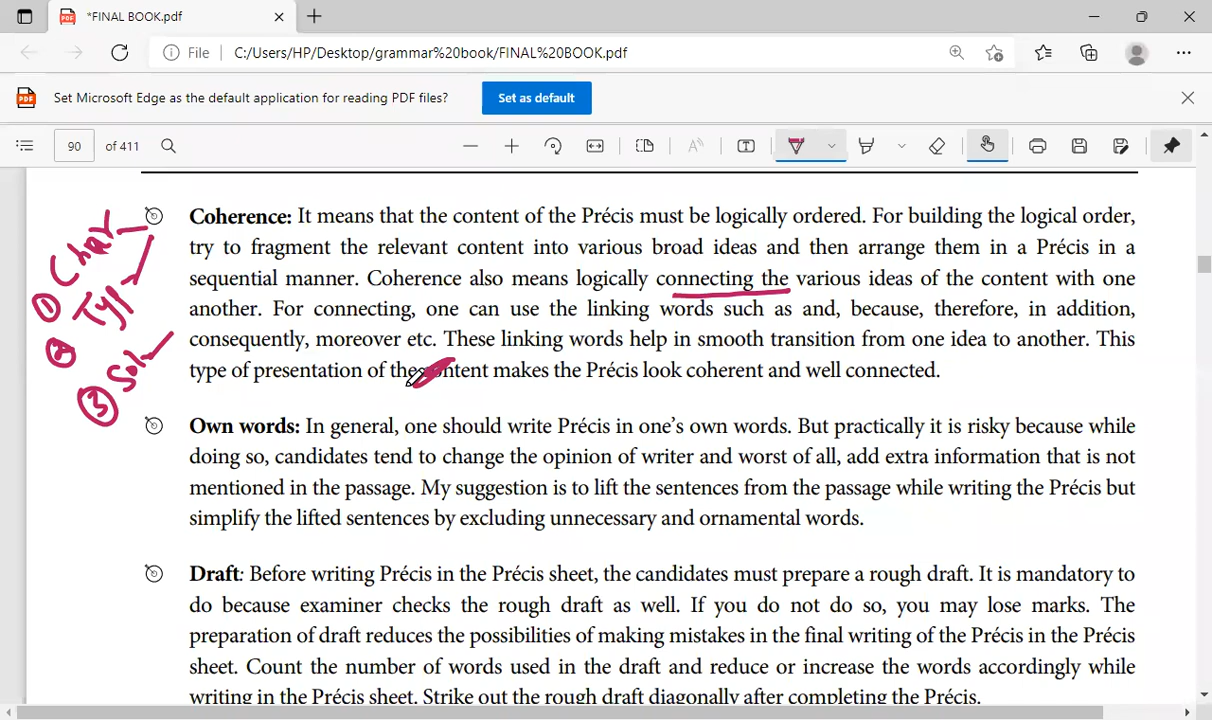 *FINAL BOOK.pdf
File C:/Users/HP/Desktop/grammar%20book/FINAL%20BOOK.pdf
Set Microsoft Edge as the default application for reading PDF files? Set as default
90 of 411
Coherence: It means that the content of the Précis must be logically ordered. For building the logical order,
try to fragment the relevant content into various broad ideas and then arrange them in a Précis in a
sequential manner. Coherence also means logically connecting the various ideas of the content with one
another. For connecting, one can use the linking words such as and, because, therefore, in addition,
consequently, moreover etc. These linking words help in smooth transition from one idea to another. This
type of presentation of the content makes the Précis look coherent and well connected.
① Char
② Typ
③ Sol
Own words: In general, one should write Précis in one’s own words. But practically it is risky because while
doing so, candidates tend to change the opinion of writer and worst of all, add extra information that is not
mentioned in the passage. My suggestion is to lift the sentences from the passage while writing the Précis but
simplify the lifted sentences by excluding unnecessary and ornamental words.
Draft: Before writing Précis in the Précis sheet, the candidates must prepare a rough draft. It is mandatory to
do because examiner checks the rough draft as well. If you do not do so, you may lose marks. The
preparation of draft reduces the possibilities of making mistakes in the final writing of the Précis in the Précis
sheet. Count the number of words used in the draft and reduce or increase the words accordingly while
writing in the Précis sheet. Strike out the rough draft diagonally after completing the Précis.